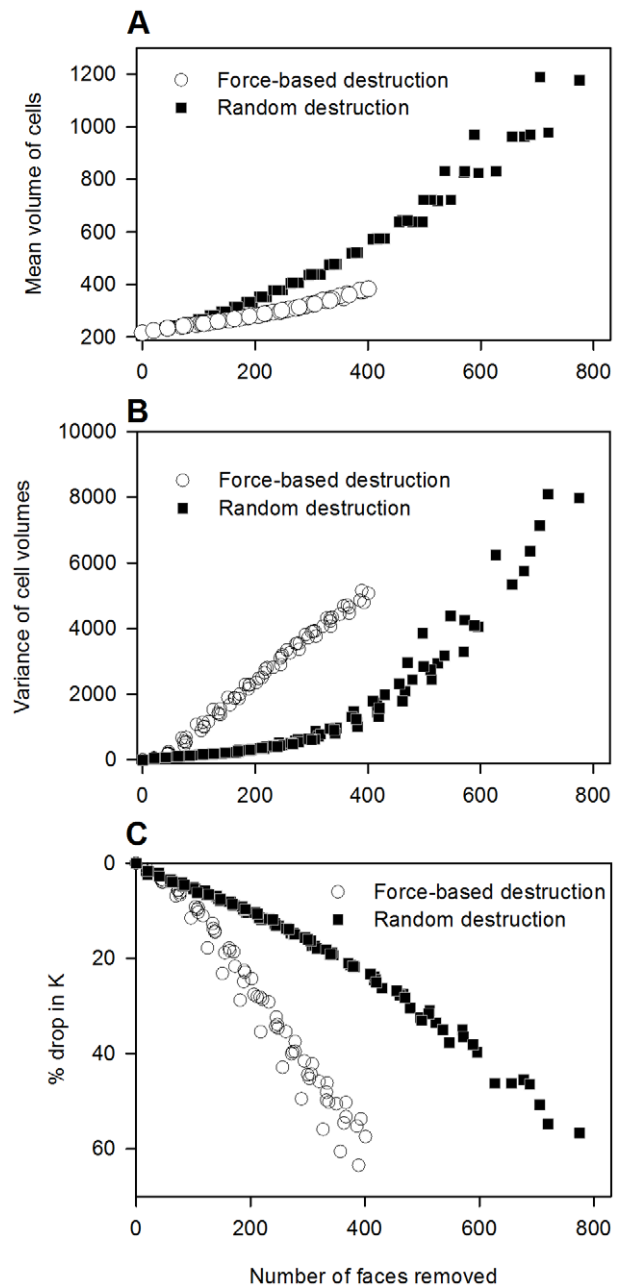 A
Mean volume of cells
1200
1000
800
600
400
200
Force-based destruction
Random destruction
0 200 400 600 800
B
Variance of cell volumes
10000
8000
6000
4000
2000
0
Force-based destruction
Random destruction
0 200 400 600 800
C
% drop in K
0
20
40
60
Force-based destruction
Random destruction
0 200 400 600 800
Number of faces removed